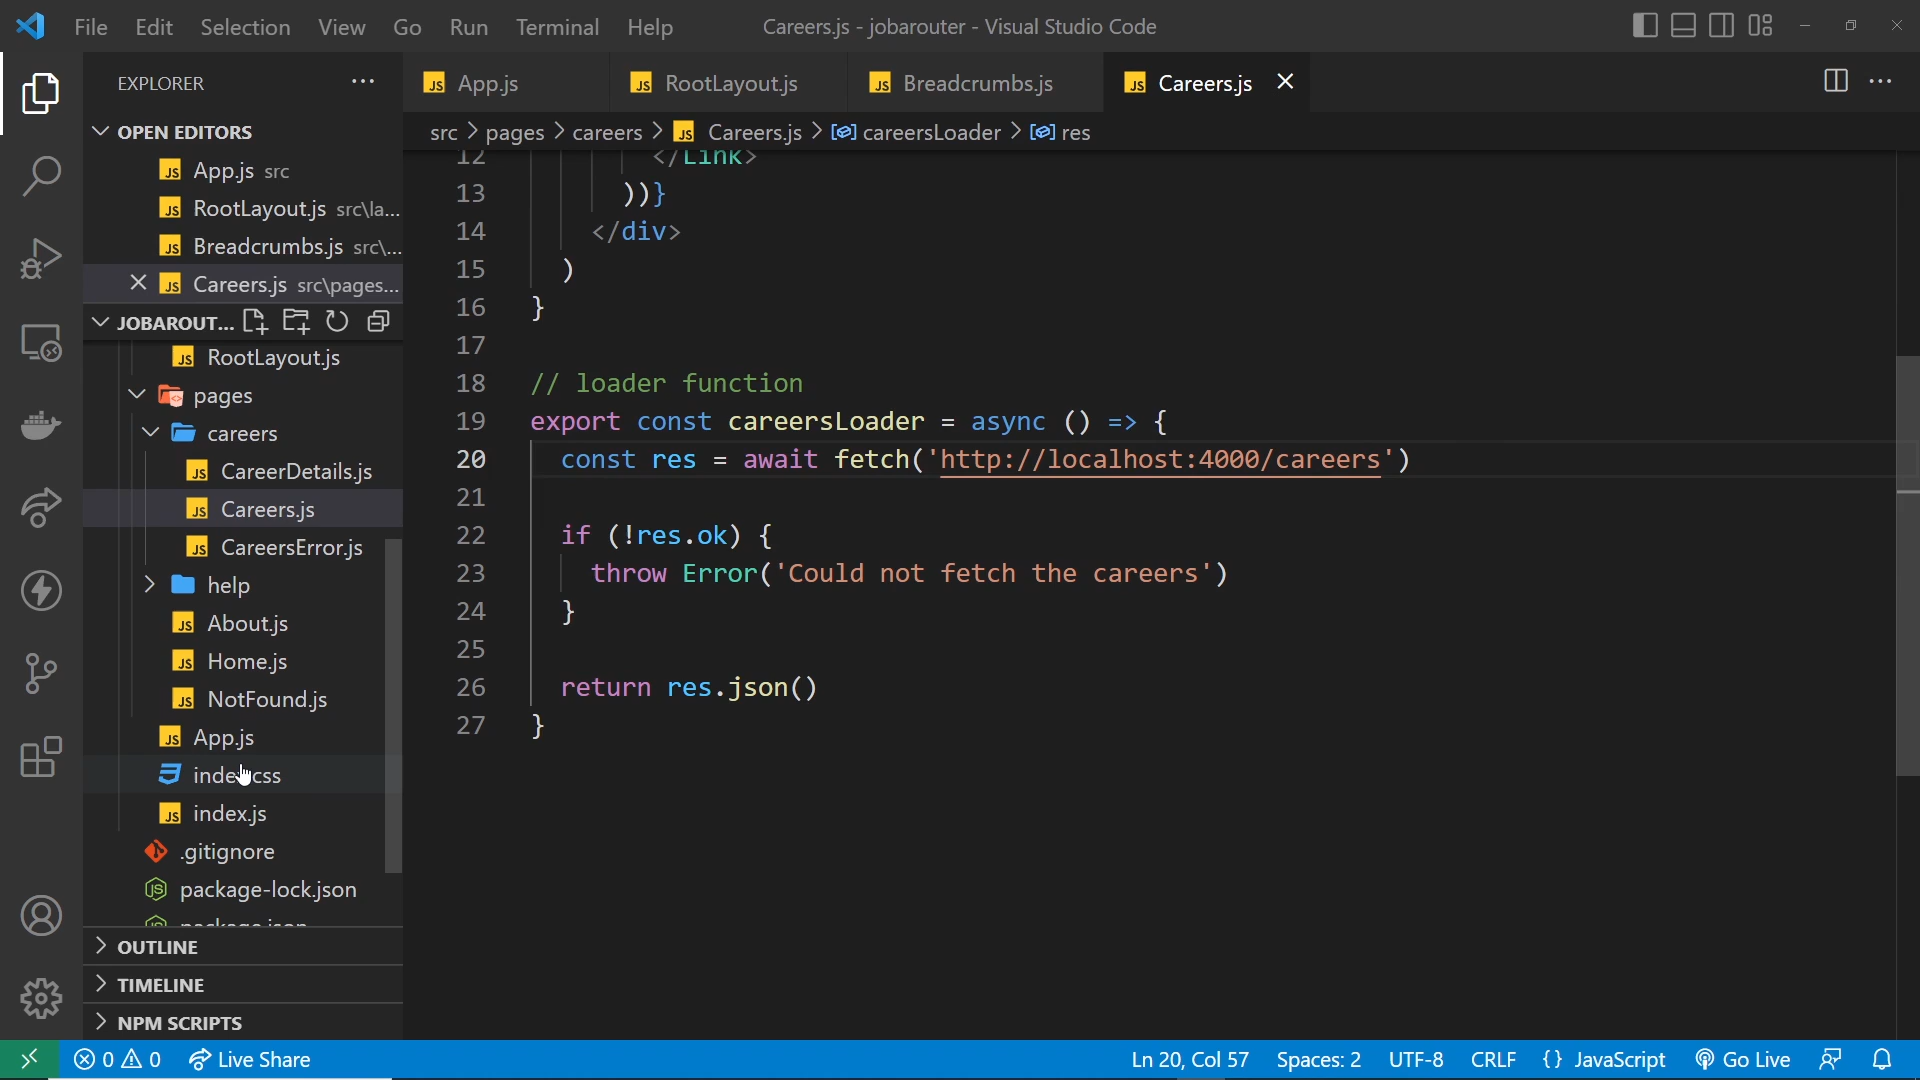 File Edit Selection View Go Run Terminal Help Careers.js - jobarouter - Visual Studio Code
EXPLORER
OPEN EDITORS
App.js src
RootLayout.js src\la...
Breadcrumbs.js src\...
Careers.js src\pages...
JOBAROUT...
RootLayout.js
pages
careers
CareerDetails.js
Careers.js
CareersError.js
help
About.js
Home.js
NotFound.js
App.js
index.css
index.js
.gitignore
package-lock.json
package.json
OUTLINE
TIMELINE
NPM SCRIPTS
App.js RootLayout.js Breadcrumbs.js Careers.js
src > pages > careers > Careers.js > careersLoader > res
12 </Link>
13 ))}
14 </div>
15 )
16 }
17
18 // loader function
19 export const careersLoader = async () => {
20 const res = await fetch('http://localhost:4000/careers')
21
22 if (!res.ok) {
23 throw Error('Could not fetch the careers')
24 }
25
26 return res.json()
27 }
0 0 Live Share Ln 20, Col 57 Spaces: 2 UTF-8 CRLF {} JavaScript Go Live